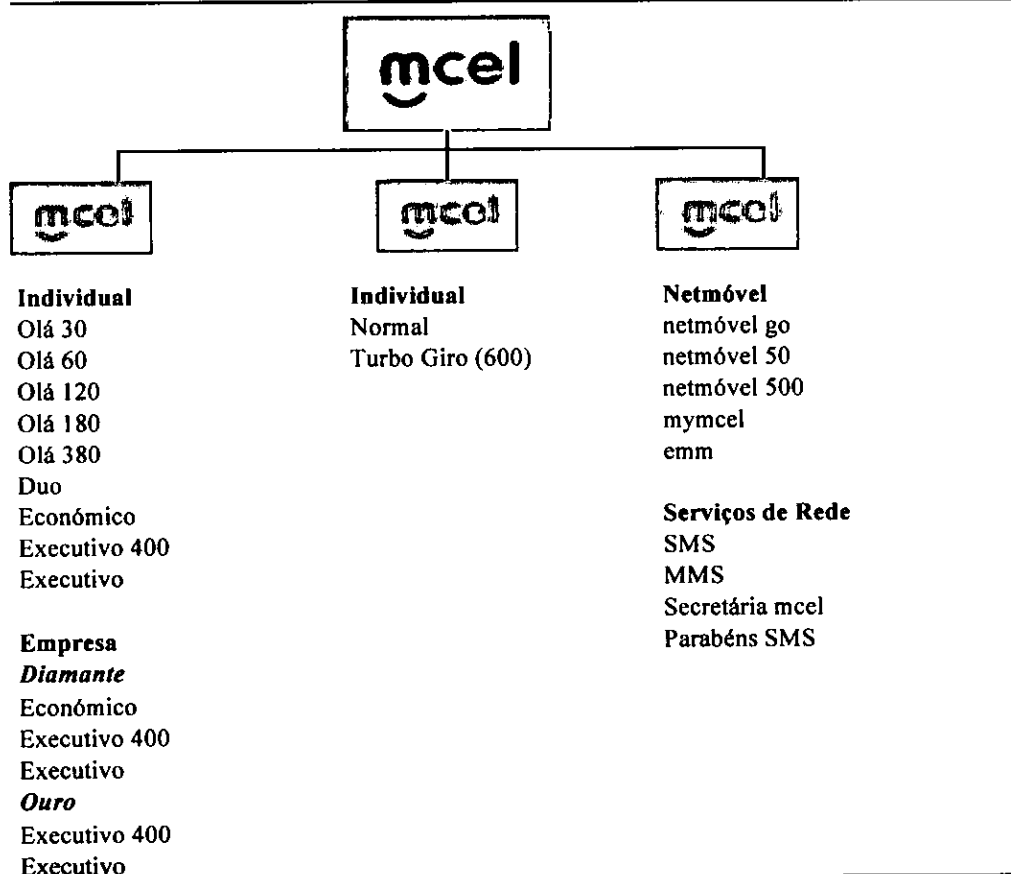 mcel
mcel
mcel
mcel
Individual
Olá 30
Olá 60
Olá 120
Olá 180
Olá 380
Duo
Económico
Executivo 400
Executivo
Empresa
Diamante
Económico
Executivo 400
Executivo
Ouro
Executivo 400
Executivo
Individual
Normal
Turbo Giro (600)
Netmóvel
netmóvel go
netmóvel 50
netmóvel 500
mymcel
emm
Serviços de Rede
SMS
MMS
Secretária mcel
Parabéns SMS